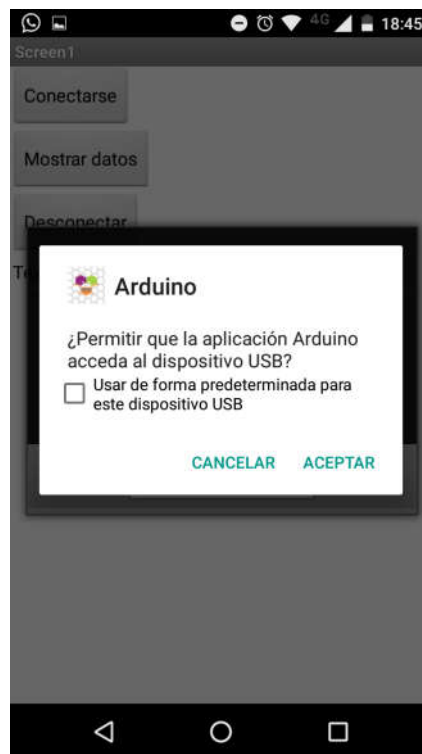 4G 18:45
Screen1
Conectarse
Mostrar datos
Desconectar
Arduino
¿Permitir que la aplicación Arduino
acceda al dispositivo USB?
Usar de forma predeterminada para
este dispositivo USB
CANCELAR ACEPTAR